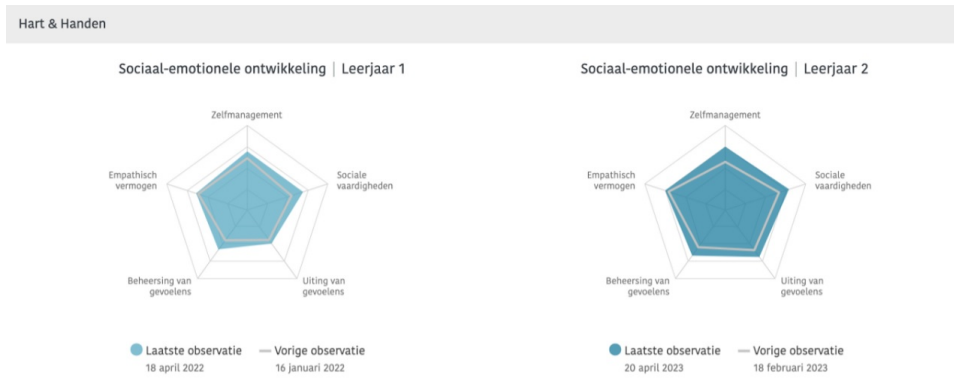 Hart & Handen
Sociaal-emotionele ontwikkeling | Leerjaar 1
Zelfmanagement
Empathisch
vermogen
Sociale
vaardigheden
Beheersing van
gevoelens
Uiting van
gevoelens
Laatste observatie
18 april 2022
Vorige observatie
16 januari 2022
Sociaal-emotionele ontwikkeling | Leerjaar 2
Zelfmanagement
Empathisch
vermogen
Sociale
vaardigheden
Beheersing van
gevoelens
Uiting van
gevoelens
Laatste observatie
20 april 2023
Vorige observatie
18 februari 2023